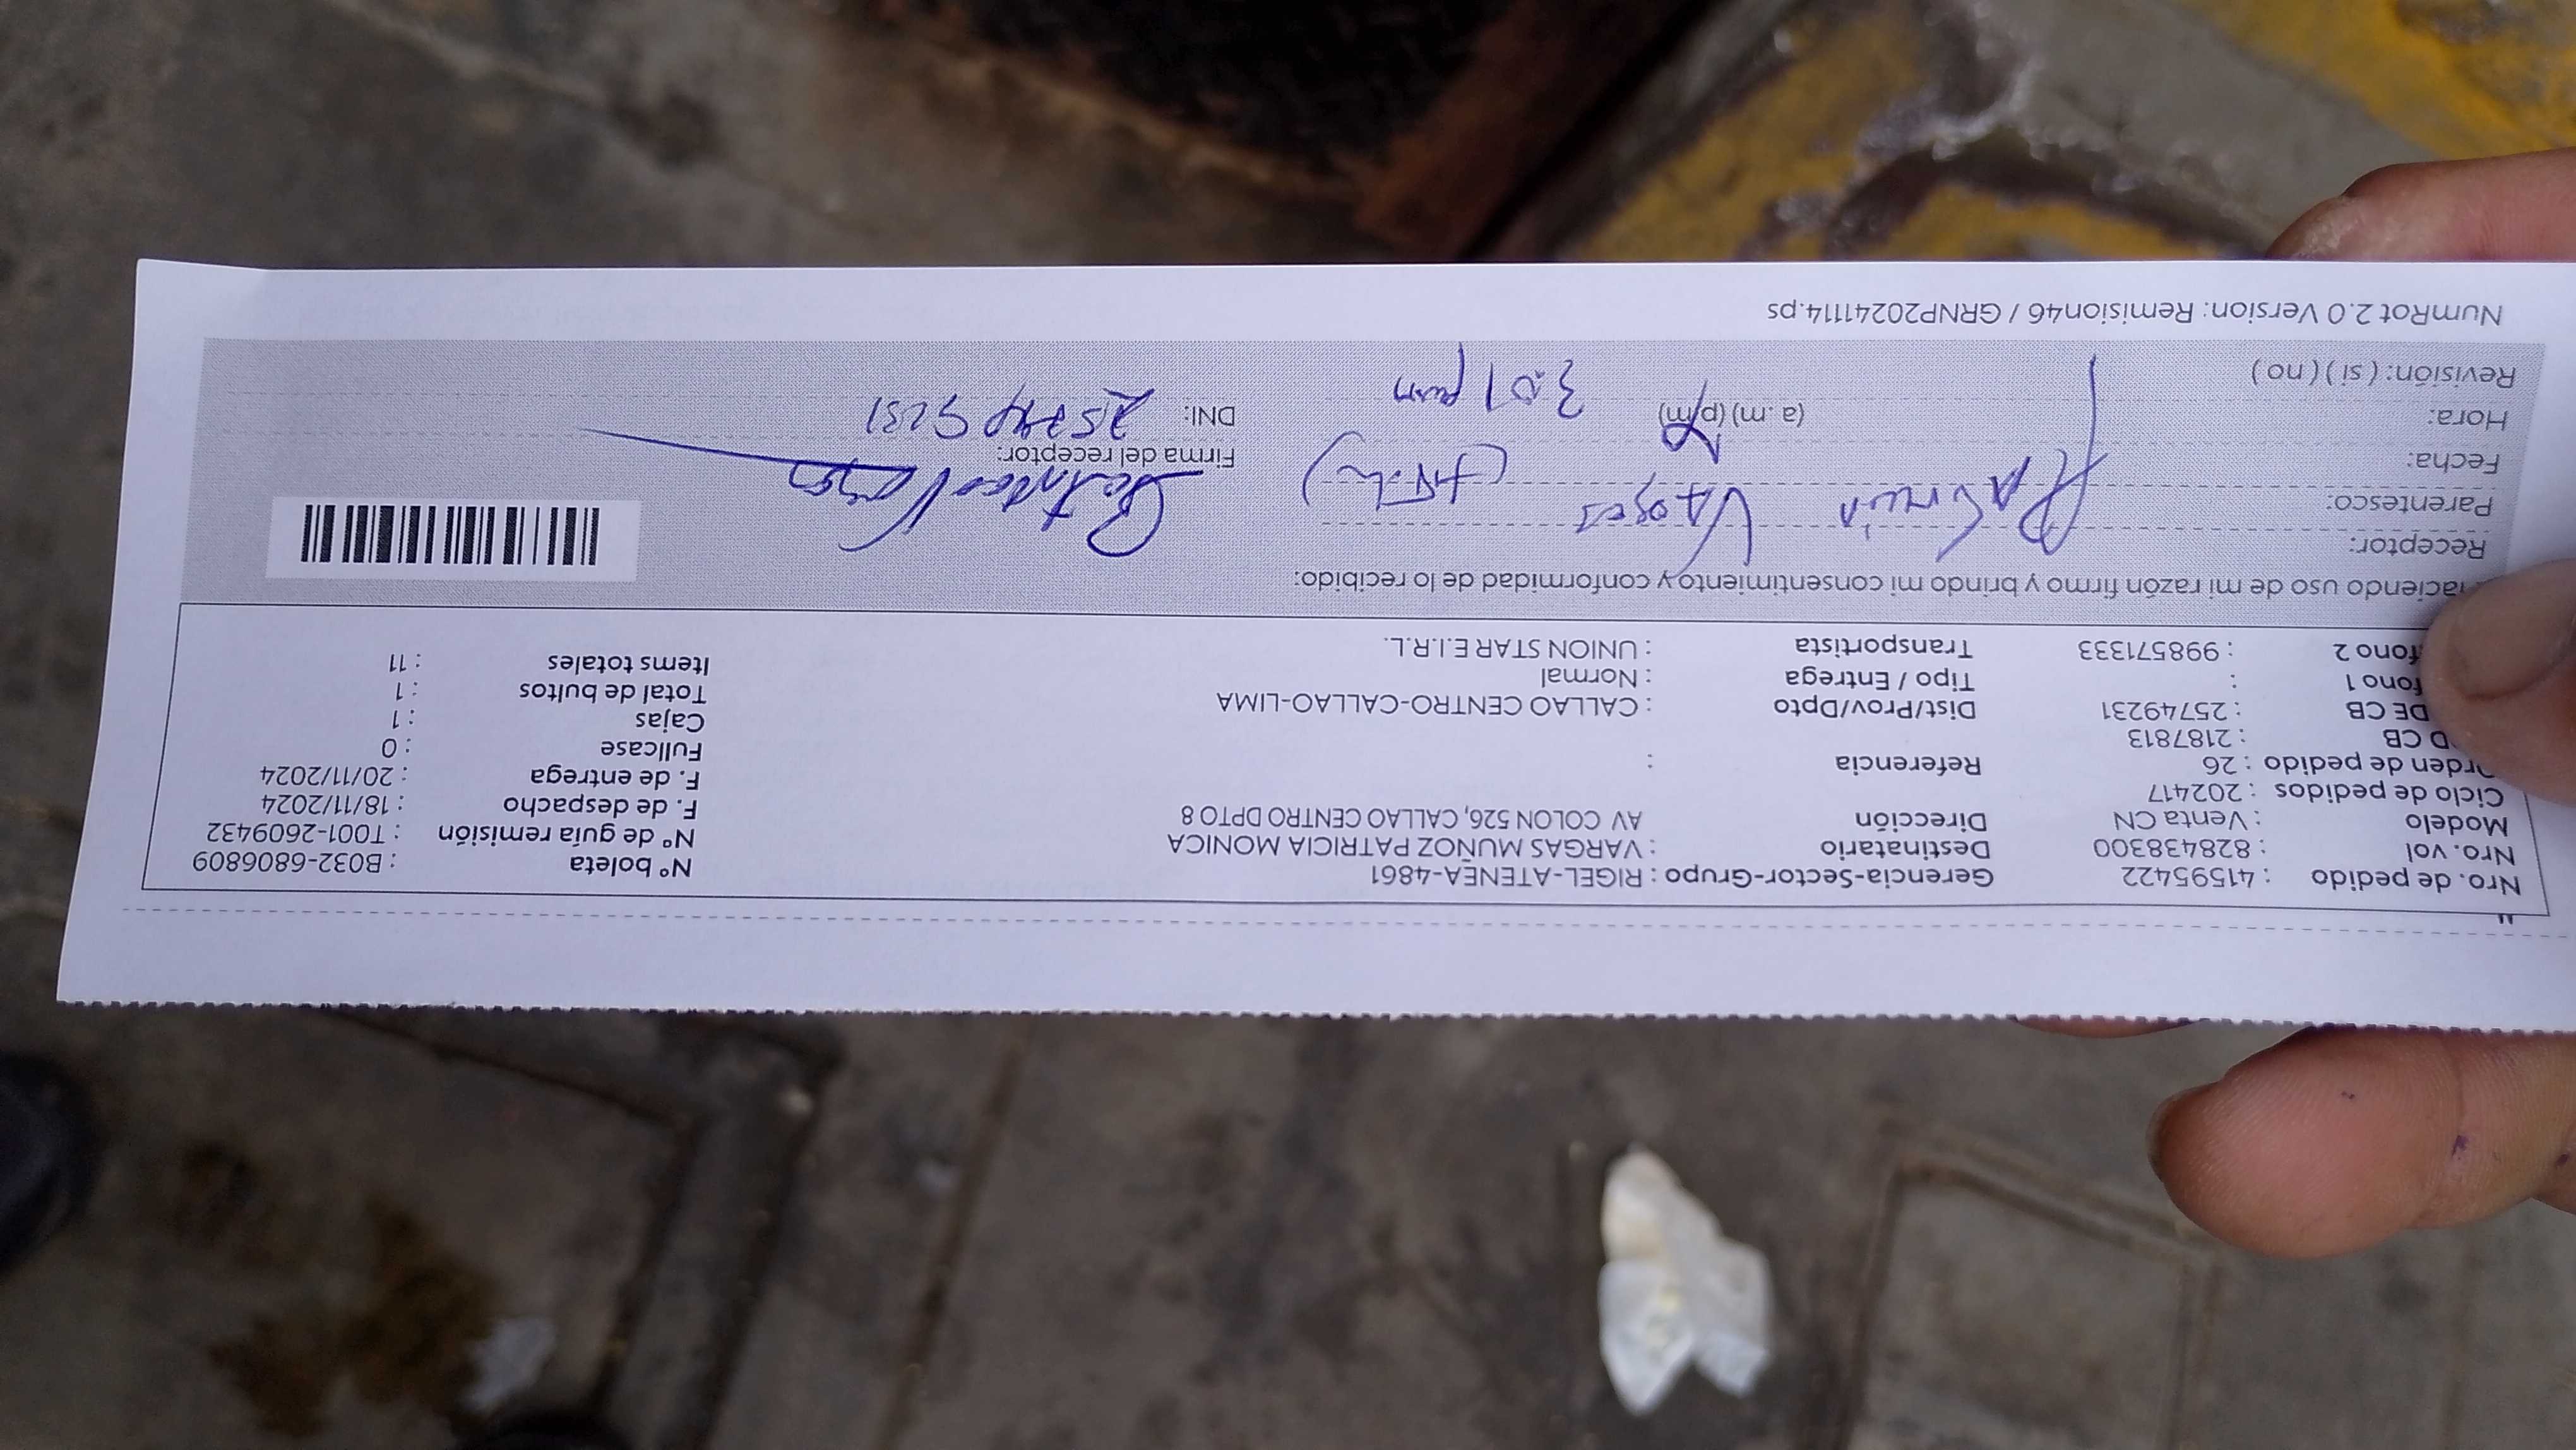 Nro. de pedido : 41595422 Gerencia-Sector-Grupo : RIGEL-ATENEA-4861 N° boleta : B032-6806809
Nro. vol : 828438300 Destinatario : VARGAS MUÑOZ PATRICIA MONICA N° de guía remisión : T001-2609432
Modelo : Venta CN Dirección AV COLON 526, CALLAO CENTRO DPTO 8 F. de despacho : 18/11/2024
Ciclo de pedidos : 202417 F. de entrega : 20/11/2024
Orden de pedido : 26 Referencia : Fullcase : 0
D CB : 2187813 Cajas : 1
DE CB : 25749231 Dist/Prov/Dpto : CALLAO CENTRO-CALLAO-LIMA Total de bultos : 1
fono 1 : Tipo / Entrega : Normal Items totales : 11
fono 2 : 998571333 Transportista : UNION STAR E.I.R.L.
aciendo uso de mi razón firmo y brindo mi consentimiento y conformidad de lo recibido:
Receptor: Patricia Vargas
Parentesco:
Fecha: Firma del receptor:
Hora: (a. m) (p/m) 3:01 pm DNI: 25749231
Revisión: ( si ) ( no )
NumRot 2.0 Version: Remision46 / GRNP20241114.ps